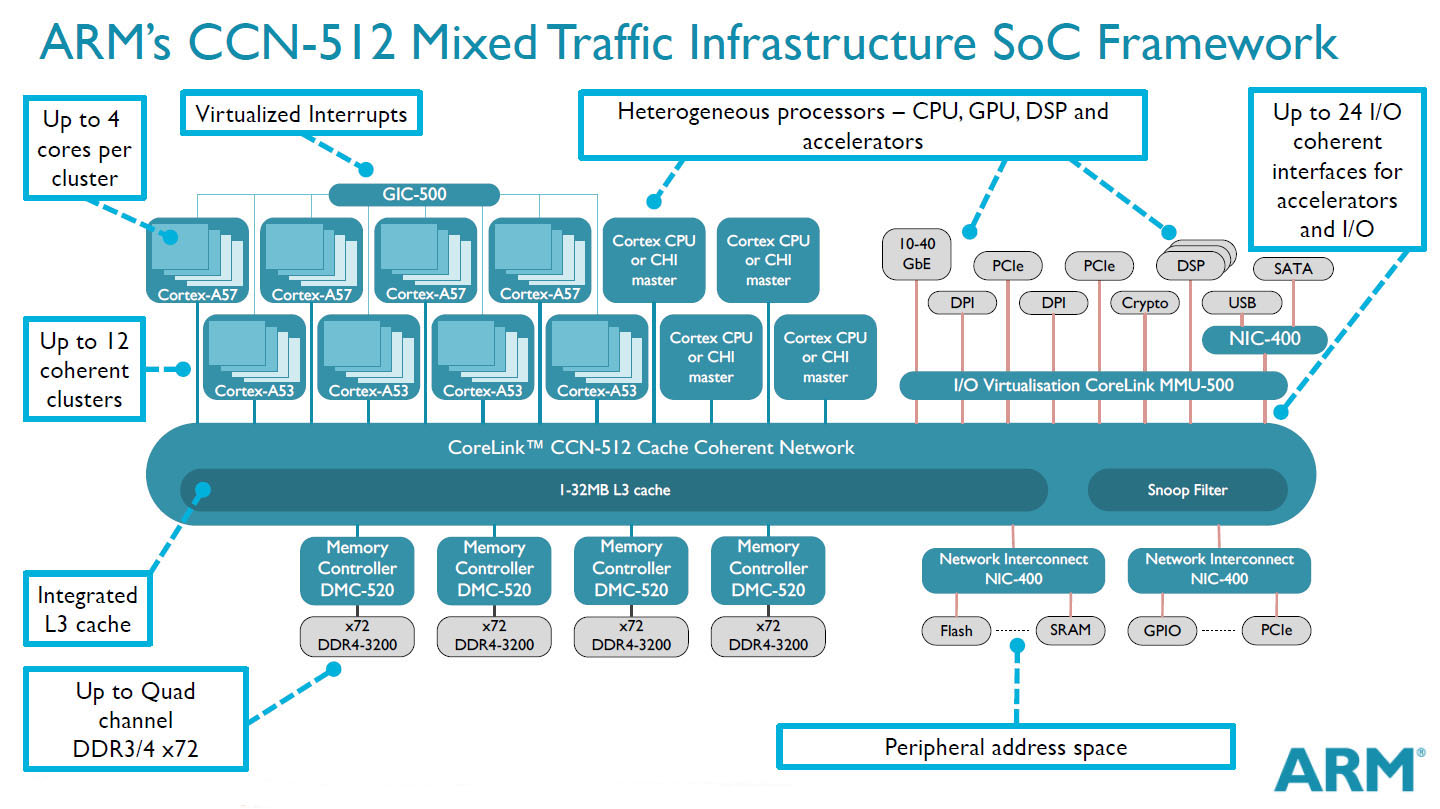 ARM's CCN-512 Mixed Traffic Infrastructure SoC Framework
Up to 4
cores per
cluster
Virtualized Interrupts
Heterogeneous processors – CPU, GPU, DSP and
accelerators
Up to 24 I/O
coherent
interfaces for
accelerators
and I/O
GIC-500
Cortex-A57
Cortex-A57
Cortex-A57
Cortex-A57
Cortex CPU
or CHI
master
Cortex CPU
or CHI
master
10-40
GbE
PCIe
PCIe
DSP
SATA
DPI
DPI
Crypto
USB
NIC-400
Up to 12
coherent
clusters
Cortex-A53
Cortex-A53
Cortex-A53
Cortex-A53
Cortex CPU
or CHI
master
Cortex CPU
or CHI
master
I/O Virtualisation CoreLink MMU-500
CoreLink™ CCN-512 Cache Coherent Network
1-32MB L3 cache
Snoop Filter
Integrated
L3 cache
Memory
Controller
DMC-520
Memory
Controller
DMC-520
Memory
Controller
DMC-520
Memory
Controller
DMC-520
Network Interconnect
NIC-400
Network Interconnect
NIC-400
x72
DDR4-3200
x72
DDR4-3200
x72
DDR4-3200
x72
DDR4-3200
Flash
SRAM
GPIO
PCIe
Up to Quad
channel
DDR3/4 x72
Peripheral address space
ARM®